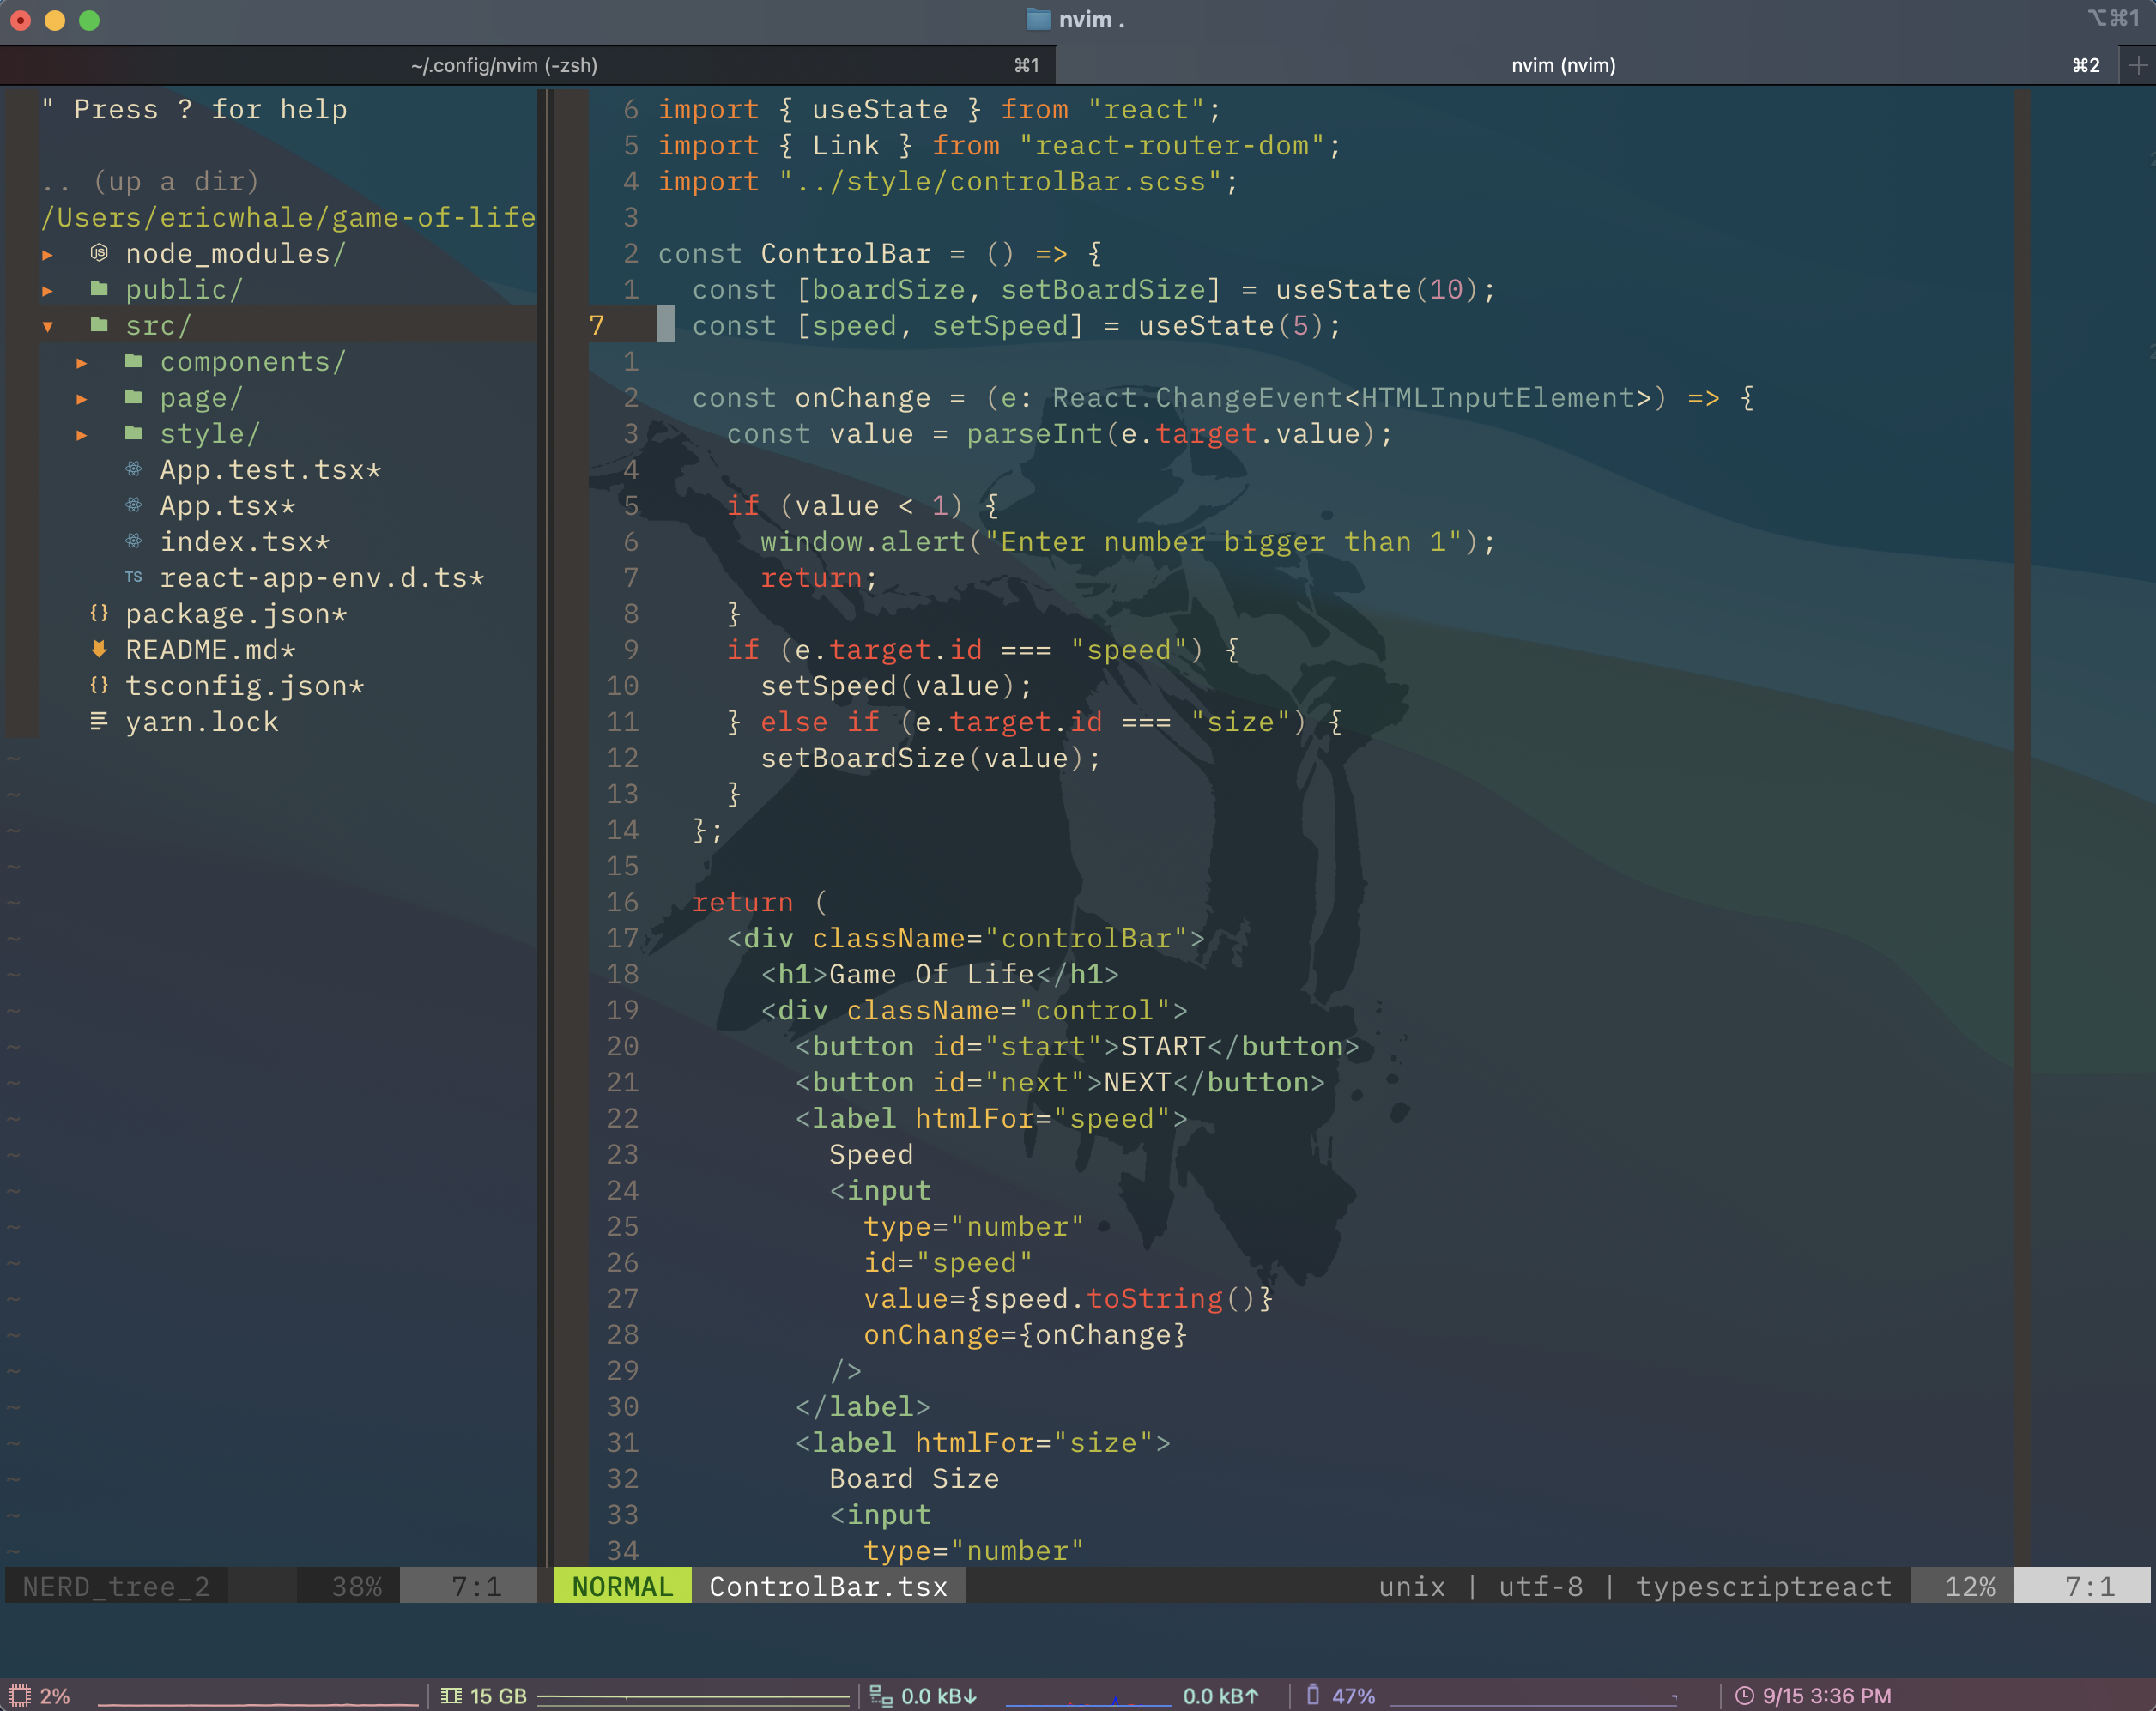 nvim .
⌥⌘1
~/.config/nvim (-zsh) ⌘1
nvim (nvim) ⌘2
" Press ? for help
.. (up a dir)
/Users/ericwhale/game-of-life
▸ node_modules/
▸ public/
▾ src/
▸ components/
▸ page/
▸ style/
App.test.tsx*
App.tsx*
index.tsx*
TS react-app-env.d.ts*
{} package.json*
README.md*
{} tsconfig.json*
yarn.lock
6 import { useState } from "react";
5 import { Link } from "react-router-dom";
4 import "../style/controlBar.scss";
3
2 const ControlBar = () => {
1   const [boardSize, setBoardSize] = useState(10);
7   const [speed, setSpeed] = useState(5);
1
2   const onChange = (e: React.ChangeEvent<HTMLInputElement>) => {
3     const value = parseInt(e.target.value);
4
5     if (value < 1) {
6       window.alert("Enter number bigger than 1");
7       return;
8     }
9     if (e.target.id === "speed") {
10       setSpeed(value);
11     } else if (e.target.id === "size") {
12       setBoardSize(value);
13     }
14   };
15
16   return (
17     <div className="controlBar">
18       <h1>Game Of Life</h1>
19       <div className="control">
20         <button id="start">START</button>
21         <button id="next">NEXT</button>
22         <label htmlFor="speed">
23           Speed
24           <input
25             type="number"
26             id="speed"
27             value={speed.toString()}
28             onChange={onChange}
29           />
30         </label>
31         <label htmlFor="size">
32           Board Size
33           <input
34             type="number"
NERD_tree_2 38% 7:1
NORMAL ControlBar.tsx unix | utf-8 | typescriptreact 12% 7:1
2% 15 GB 0.0 kB↓ 0.0 kB↑ 47% 9/15 3:36 PM